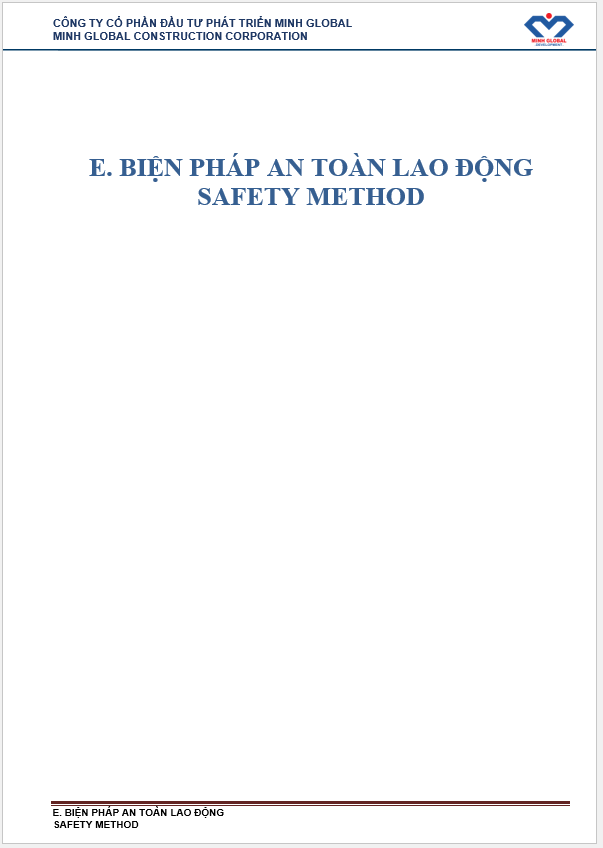 CÔNG TY CỔ PHẦN ĐẦU TƯ PHÁT TRIỂN MINH GLOBAL
MINH GLOBAL CONSTRUCTION CORPORATION
MINH GLOBAL
DEVELOPMENT
E. BIỆN PHÁP AN TOÀN LAO ĐỘNG
SAFETY METHOD
E. BIỆN PHÁP AN TOÀN LAO ĐỘNG
SAFETY METHOD